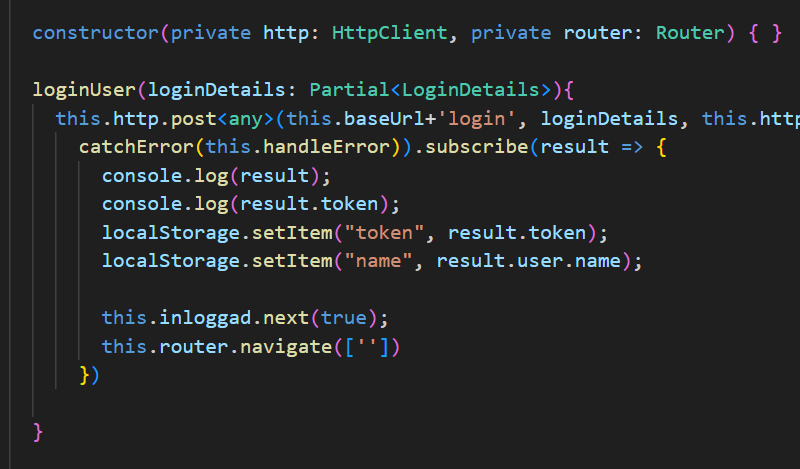 constructor(private http: HttpClient, private router: Router) { }
loginUser(loginDetails: Partial<LoginDetails>){
this.http.post<any>(this.baseUrl+'login', loginDetails, this.http
catchError(this.handleError)).subscribe(result => {
console.log(result);
console.log(result.token);
localStorage.setItem("token", result.token);
localStorage.setItem("name", result.user.name);
this.inloggad.next(true);
this.router.navigate([''])
})
}